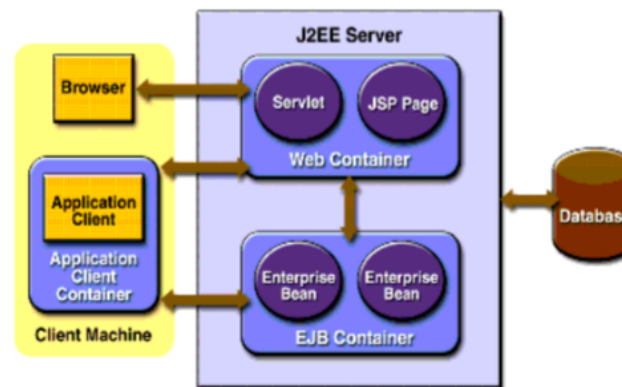 J2EE Server
Browser
Servlet
JSP Page
Web Container
Application
Client
Application
Client
Container
Client Machine
Enterprise
Bean
Enterprise
Bean
EJB Container
Databas